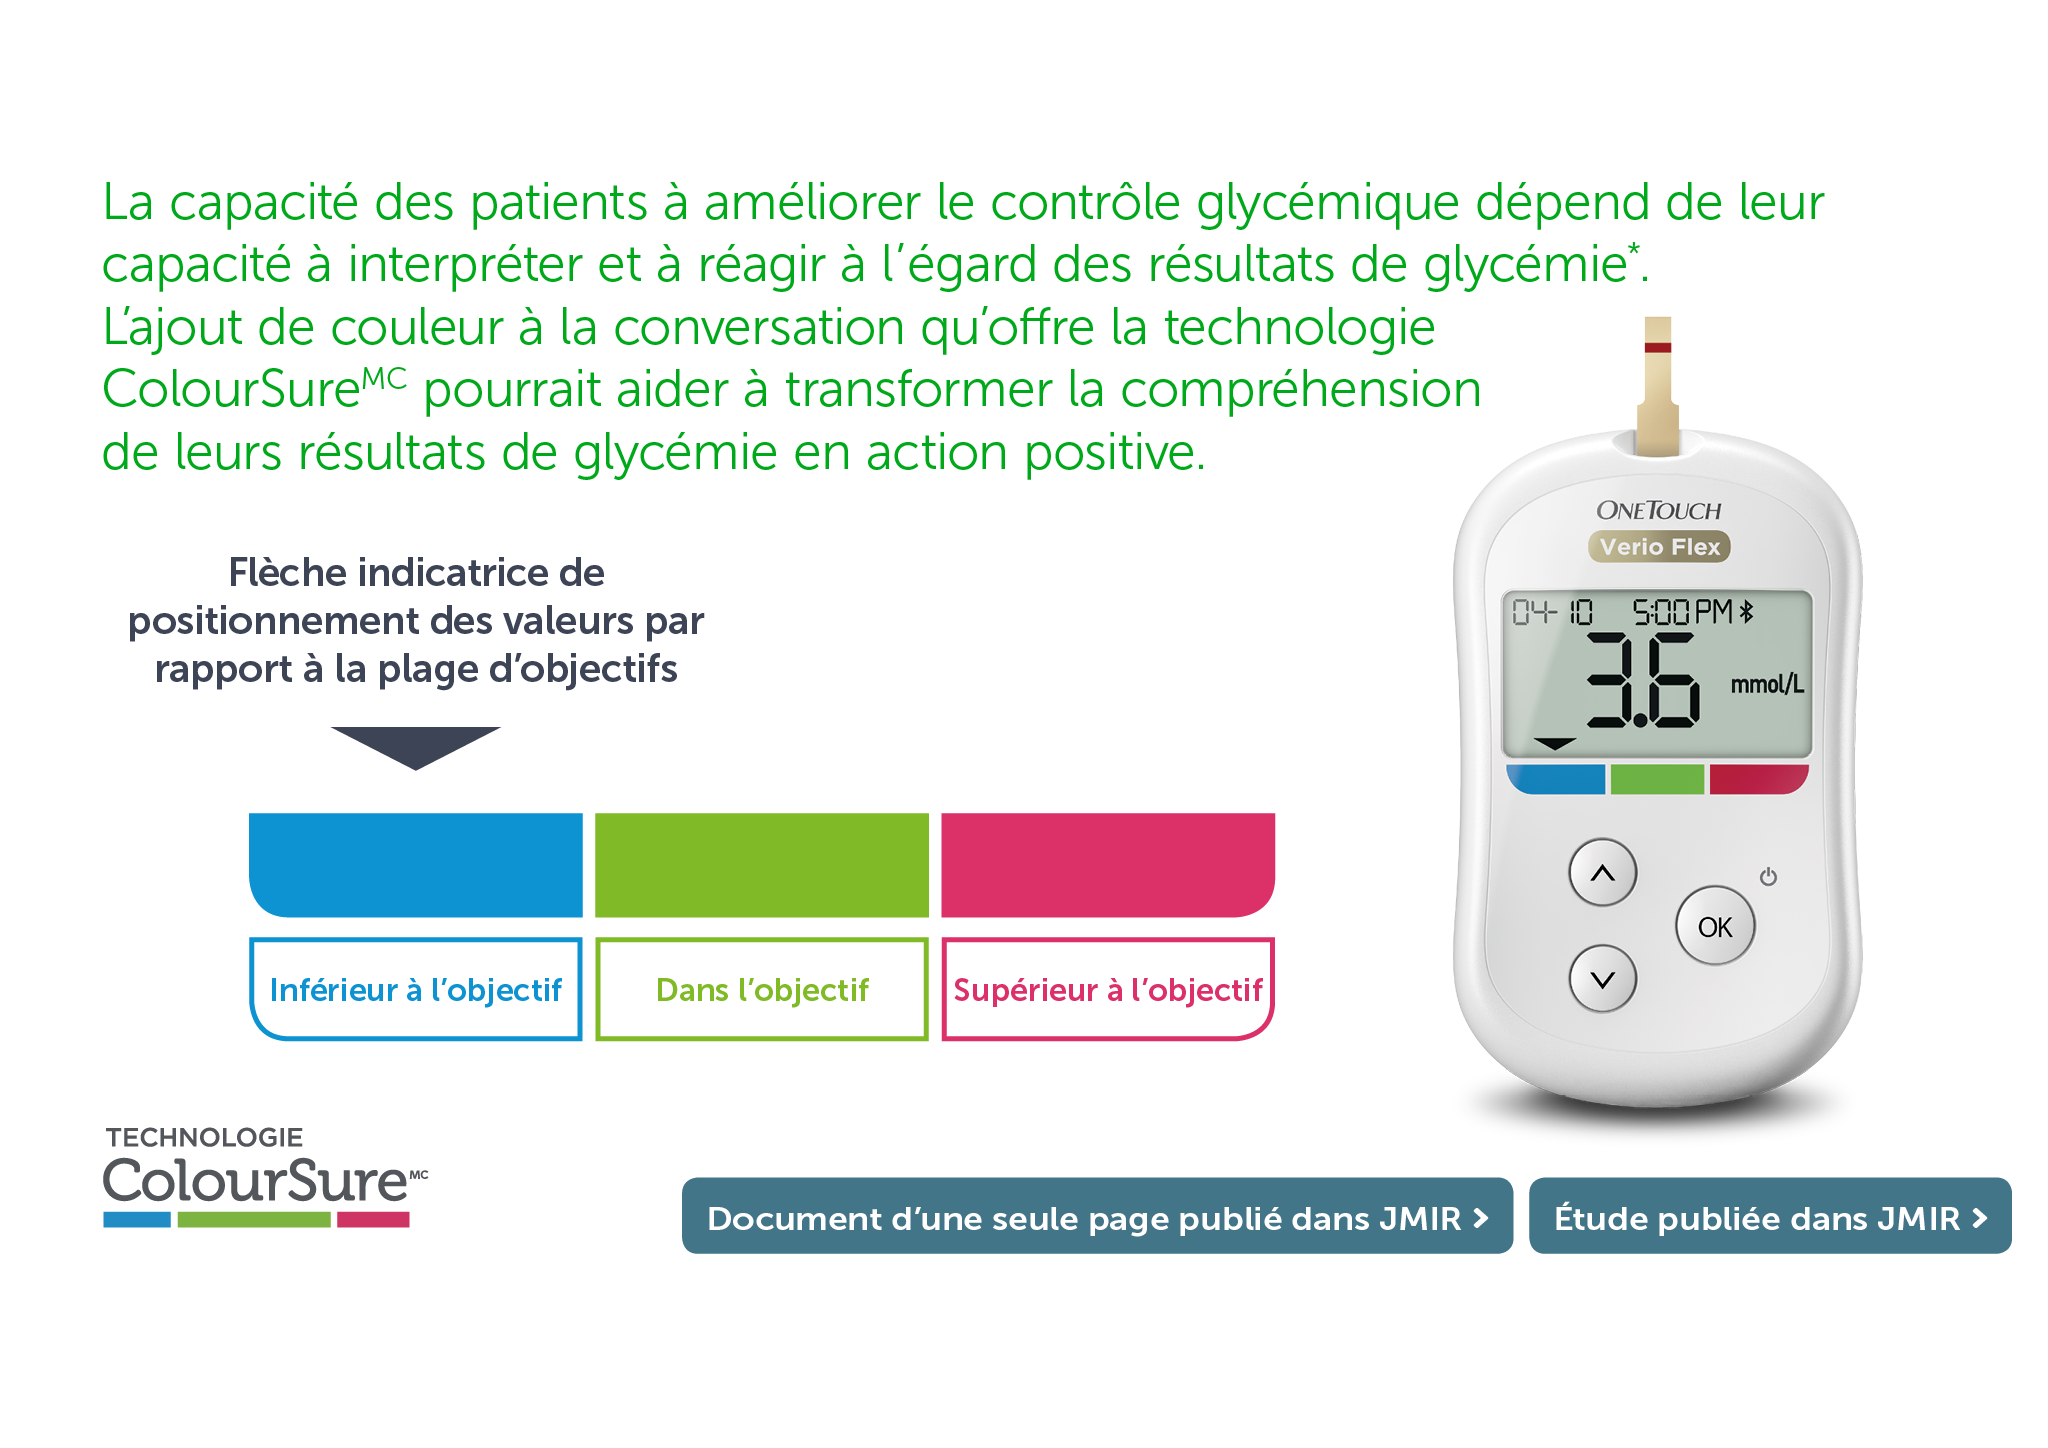 La capacité des patients à améliorer le contrôle glycémique dépend de leur
capacité à interpréter et à réagir à l’égard des résultats de glycémie*.
L’ajout de couleur à la conversation qu’offre la technologie
ColourSureMC pourrait aider à transformer la compréhension
de leurs résultats de glycémie en action positive.
Flèche indicatrice de
positionnement des valeurs par
rapport à la plage d’objectifs
Inférieur à l’objectif
Dans l’objectif
Supérieur à l’objectif
ONETOUCH
Verio Flex
04-10 5:00 PM
3.6 mmol/L
OK
TECHNOLOGIE
ColourSureMC
Document d’une seule page publié dans JMIR >
Étude publiée dans JMIR >